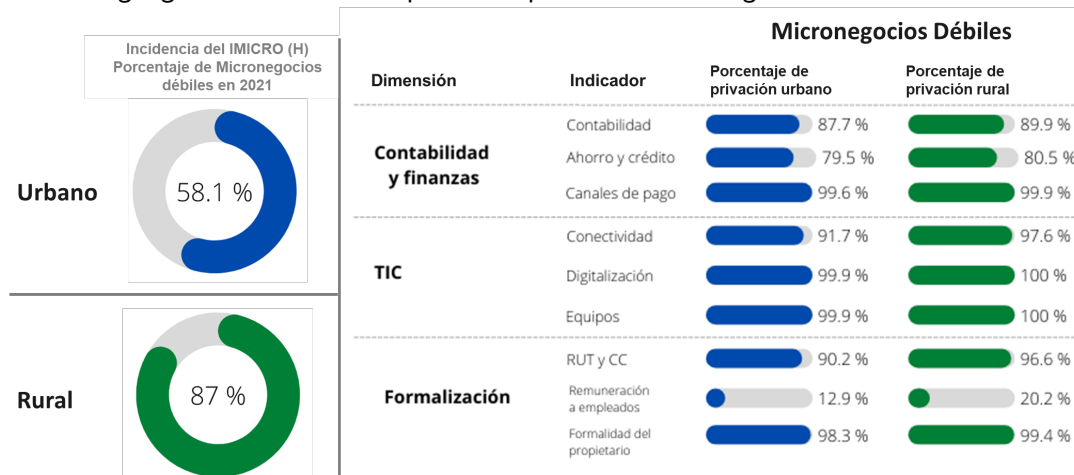 Micronegocios Débiles
Incidencia del IMICRO (H)
Porcentaje de Micronegocios
débiles en 2021
Urbano
58.1 %
Rural
87 %
Dimensión
Indicador
Porcentaje de
privación urbano
Porcentaje de
privación rural
Contabilidad
y finanzas
Contabilidad
87.7 %
89.9 %
Ahorro y crédito
79.5 %
80.5 %
Canales de pago
99.6 %
99.9 %
TIC
Conectividad
91.7 %
97.6 %
Digitalización
99.9 %
100 %
Equipos
99.9 %
100 %
Formalización
RUT y CC
90.2 %
96.6 %
Remuneración
a empleados
12.9 %
20.2 %
Formalidad del
propietario
98.3 %
99.4 %